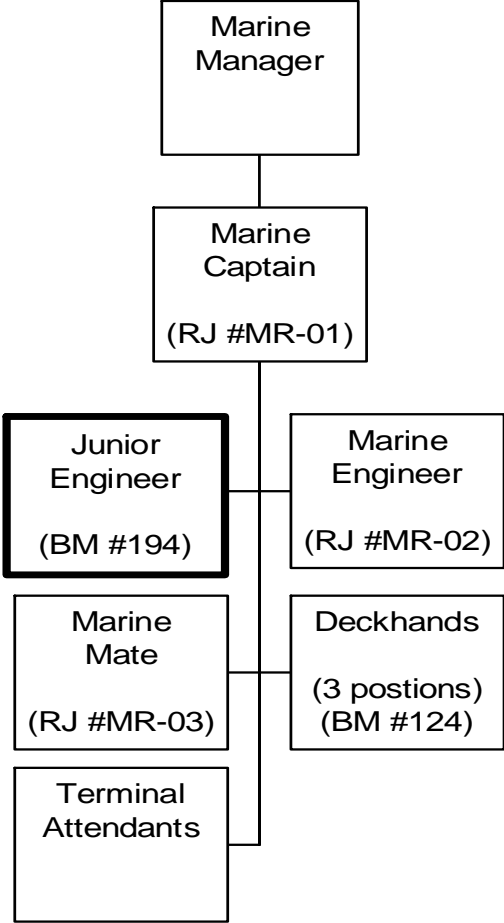 Marine
Manager
Marine
Captain
(RJ #MR-01)
Junior
Engineer
(BM #194)
Marine
Engineer
(RJ #MR-02)
Marine
Mate
(RJ #MR-03)
Deckhands
(3 postions)
(BM #124)
Terminal
Attendants